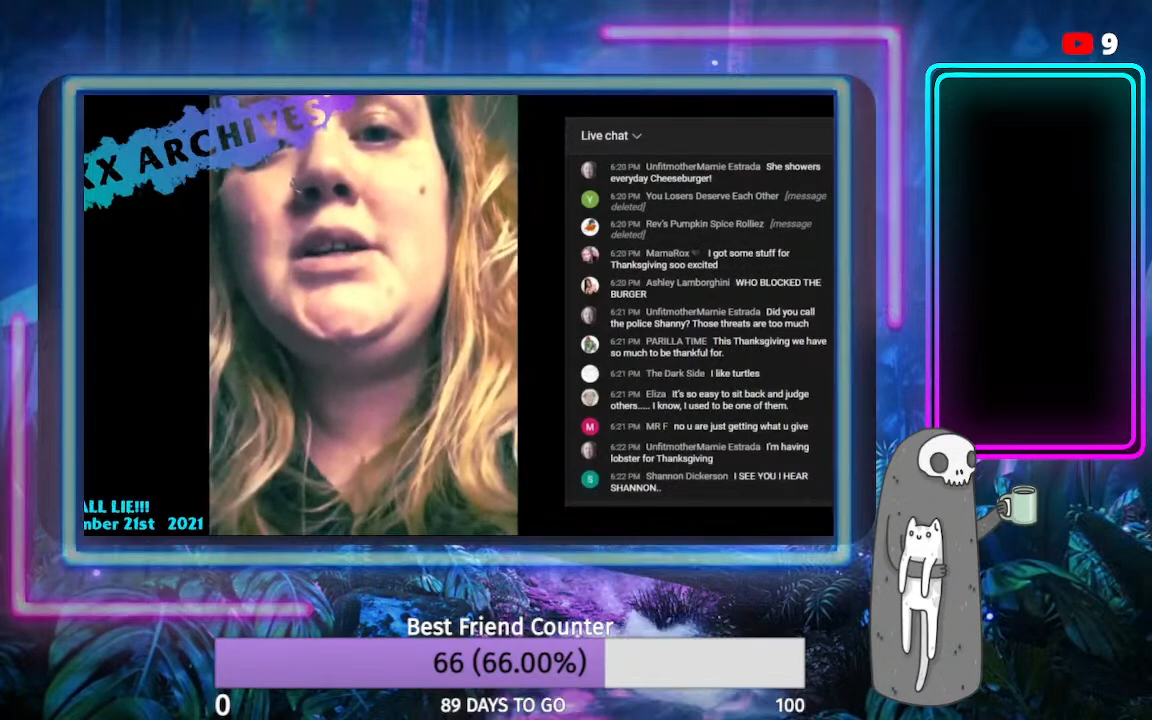 9
XX ARCHIVES
Live chat
6:20 PM UnfitmotherMamie Estrada She showers
everyday Cheeseburger!
Y
6:20 PM You Losers Deserve Each Other [message
deleted]
6:20 PM Rev's Pumpkin Spice Rolliez [message
deleted]
6:20 PM MamaRox🖤 I got some stuff for
Thanksgiving soo excited
6:20 PM Ashley Lamborghini WHO BLOCKED THE
BURGER
6:21 PM UnfitmotherMamie Estrada Did you call
the police Shanny? Those threats are too much
6:21 PM PARILLA TIME This Thanksgiving we have
so much to be thankful for.
6:21 PM The Dark Side I like turtles
6:21 PM Eliza It's so easy to sit back and judge
others..... I know, I used to be one of them.
M
6:21 PM MR F no u are just getting what u give
6:22 PM UnfitmotherMamie Estrada I'm having
lobster for Thanksgiving
S
6:22 PM Shannon Dickerson I SEE YOU I HEAR
SHANNON..
ALL LIE!!!
mber 21st 2021
Best Friend Counter
66 (66.00%)
0
89 DAYS TO GO
100